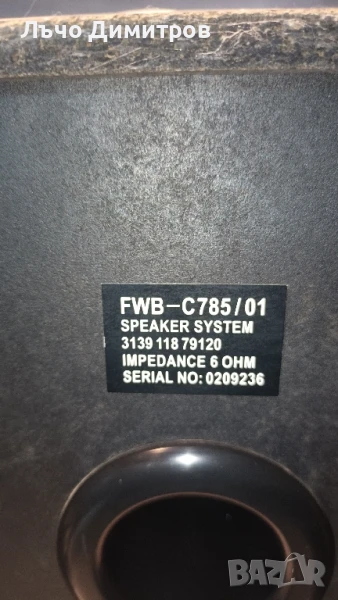 Лъчо Димитров
FWB-C785/01
SPEAKER SYSTEM
3139 118 79120
IMPEDANCE 6 OHM
SERIAL NO: 0209236
BAZAR